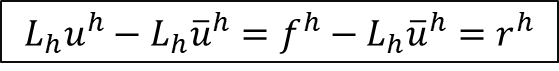 L_h u^h − L_h ū^h = f^h − L_h ū^h = r^h